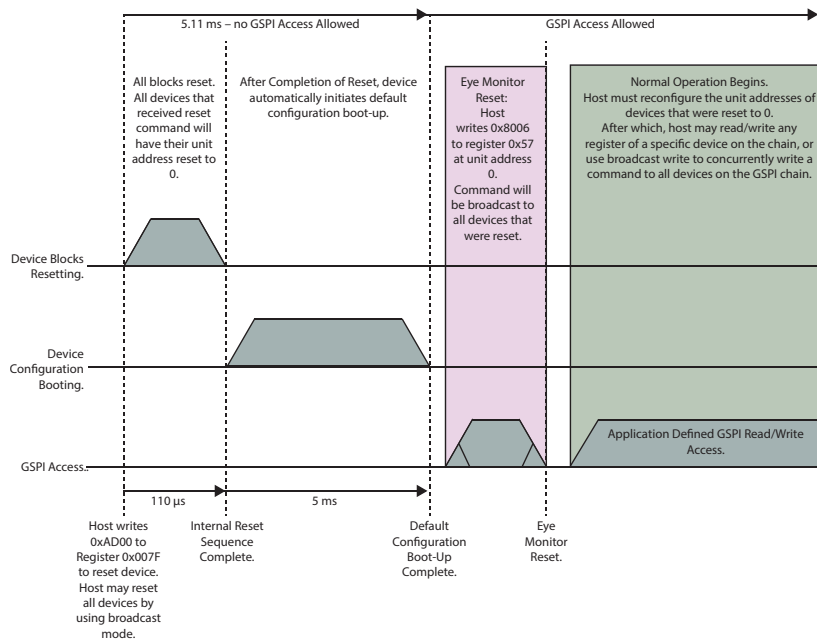 5.11 ms – no GSPI Access Allowed
GSPI Access Allowed
All blocks reset.
All devices that
received reset
command will
have their unit
address reset to
0.
After Completion of Reset, device
automatically initiates default
configuration boot-up.
Eye Monitor
Reset:
Host
writes 0x8006
to register 0x57
at unit address
0.
Command will
be broadcast to
all devices that
were reset.
Normal Operation Begins.
Host must reconfigure the unit addresses of
devices that were reset to 0.
After which, host may read/write any
register of a specific device on the chain, or
use broadcast write to concurrently write a
command to all devices on the GSPI chain.
Device Blocks
Resetting.
Device
Configuration
Booting.
Application Defined GSPI Read/Write
Access.
GSPI Access.
110 μs
5 ms
Host writes
0xAD00 to
Register 0x007F
to reset device.
Host may reset
all devices by
using broadcast
mode.
Internal Reset
Sequence
Complete.
Default
Configuration
Boot-Up
Complete.
Eye
Monitor
Reset.